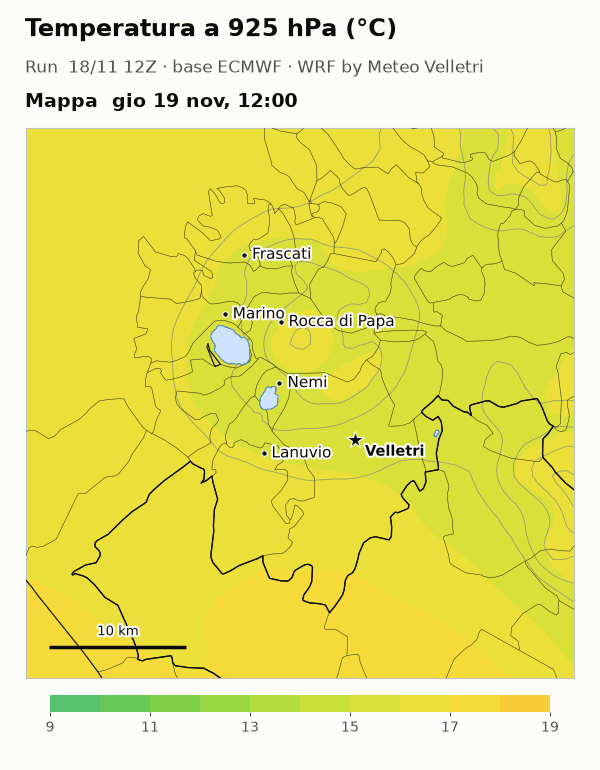 Temperatura a 925 hPa (°C)
Run  18/11 12Z · base ECMWF · WRF by Meteo Velletri
Mappa  gio 19 nov, 12:00
Frascati
Marino
Rocca di Papa
Nemi
Velletri
Lanuvio
10 km
9 11 13 15 17 19